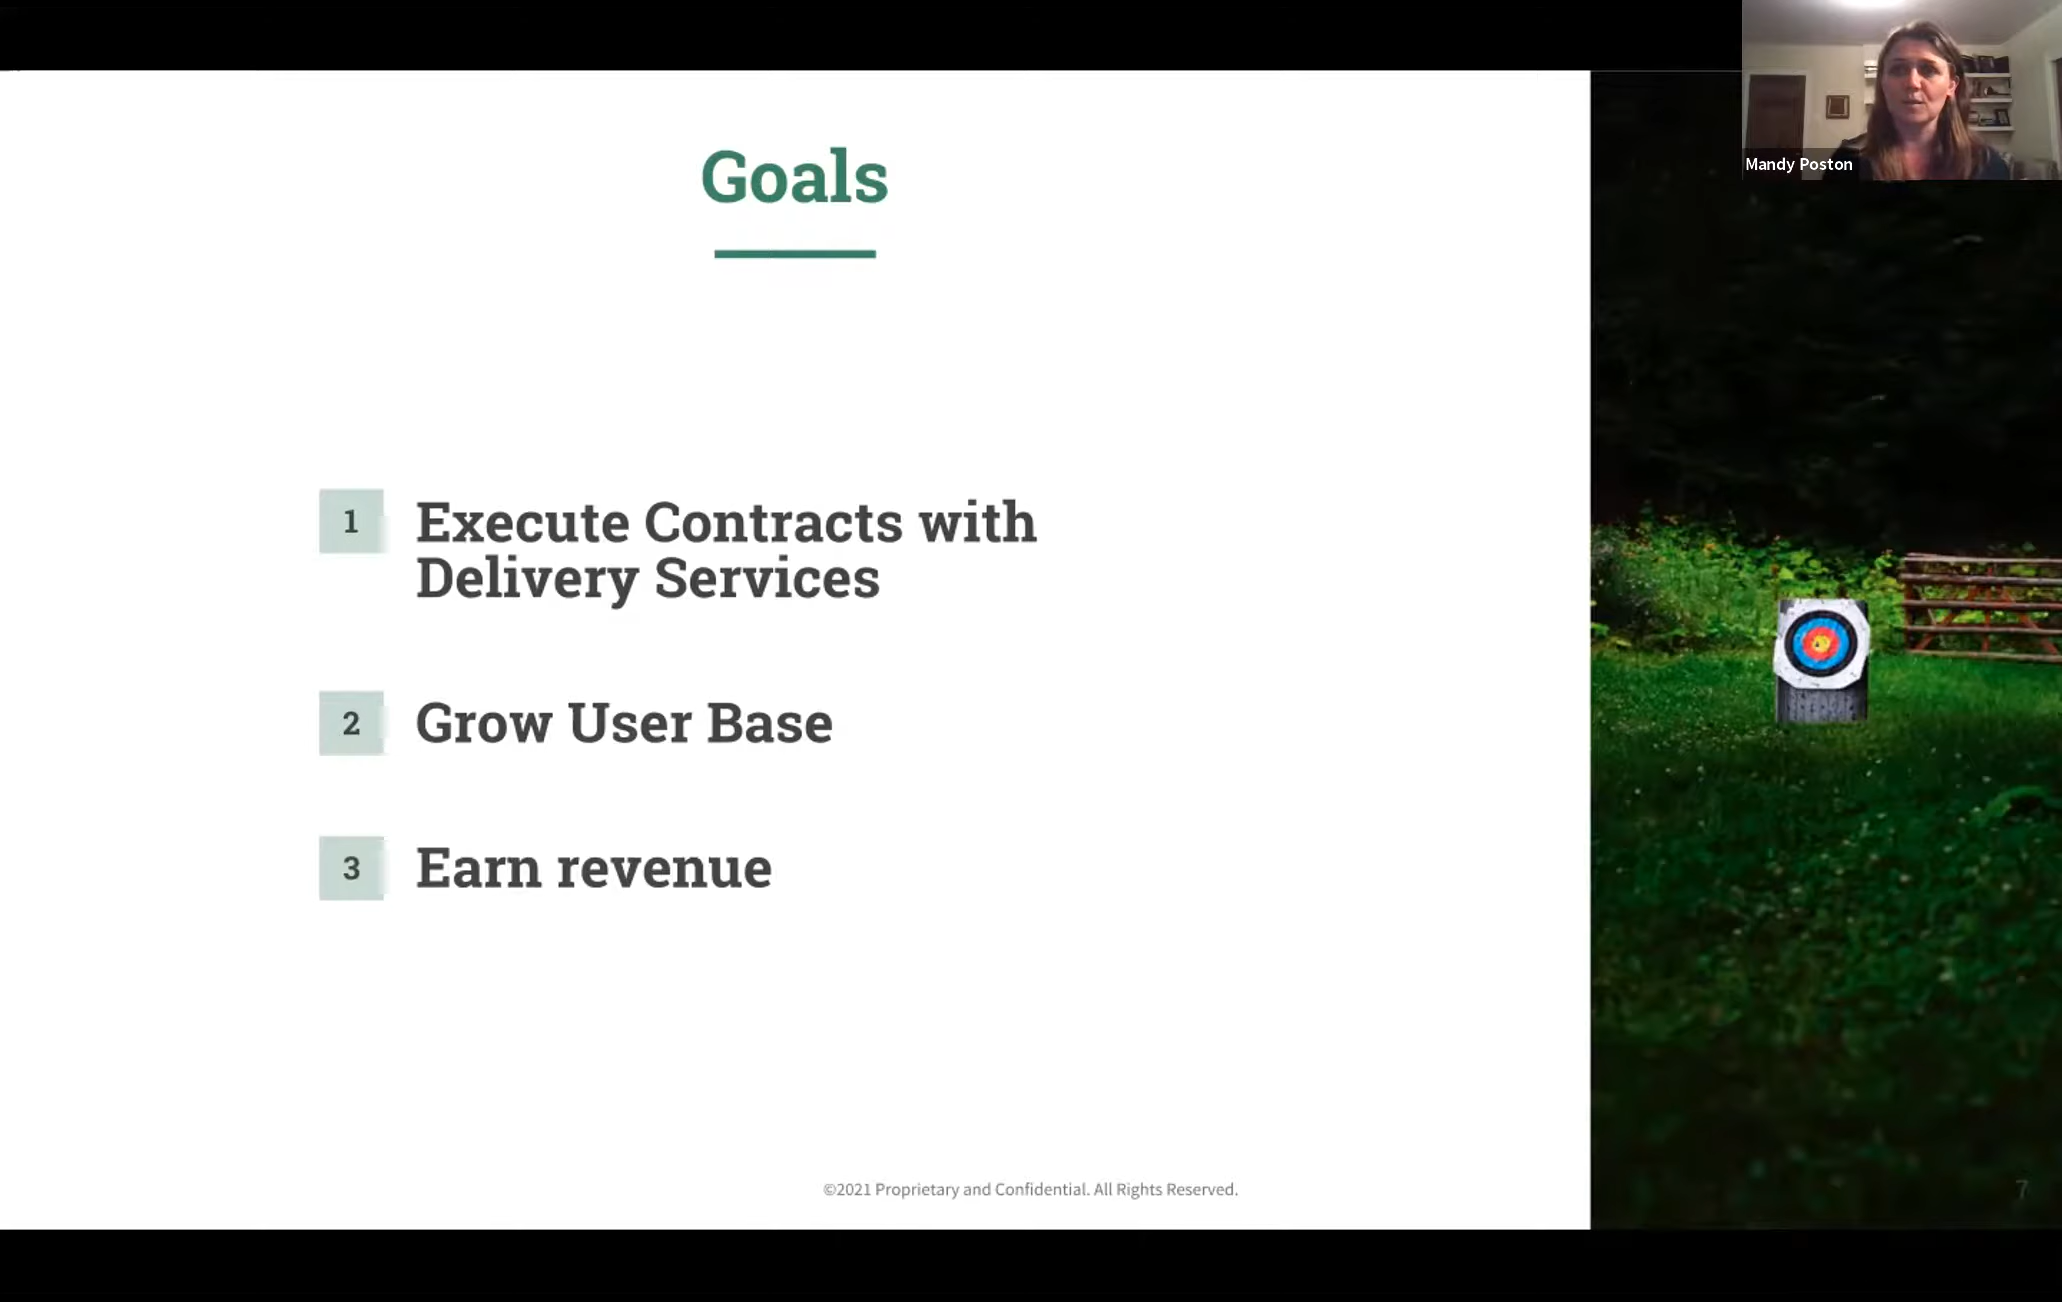 Mandy Poston
Goals
1
Execute Contracts with
Delivery Services
2
Grow User Base
3
Earn revenue
©2021 Proprietary and Confidential. All Rights Reserved.
7